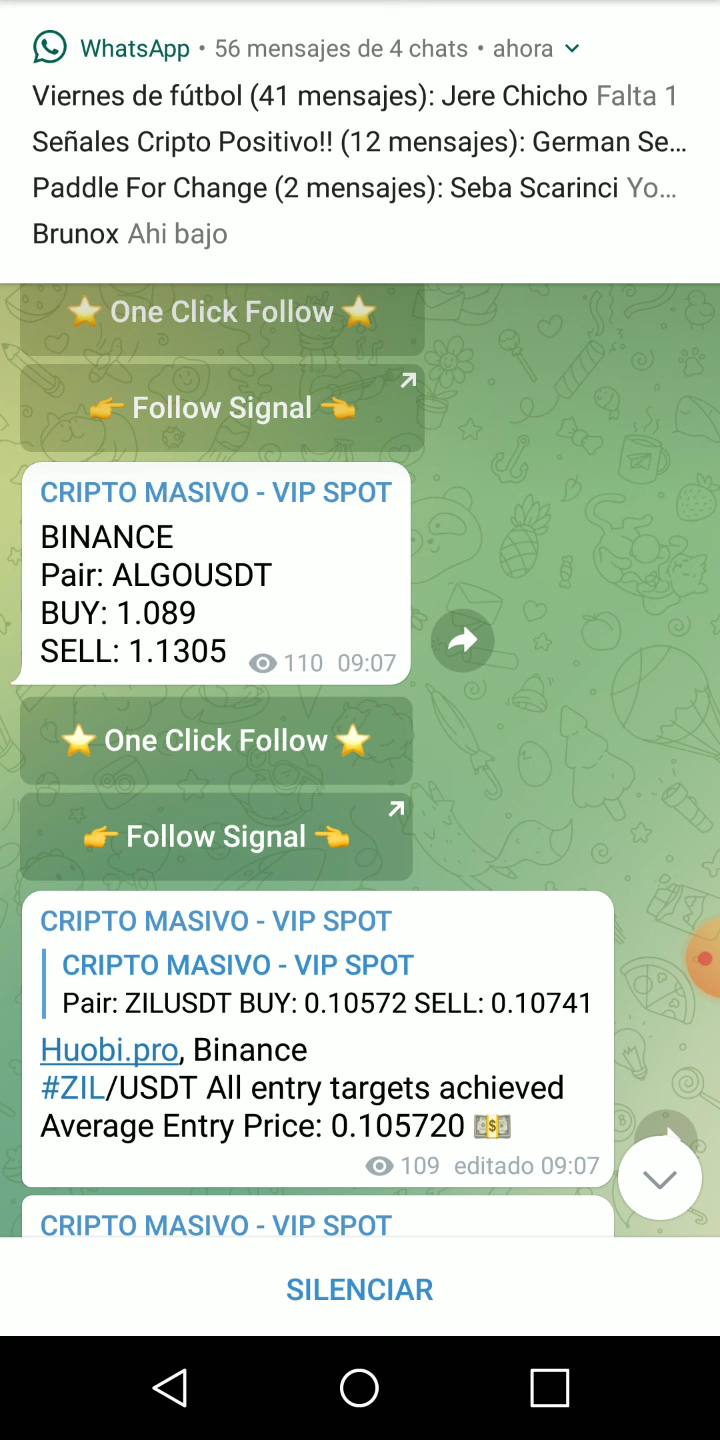 WhatsApp • 56 mensajes de 4 chats • ahora
Viernes de fútbol (41 mensajes): Jere Chicho Falta 1
Señales Cripto Positivo!! (12 mensajes): German Se...
Paddle For Change (2 mensajes): Seba Scarinci Yo...
Brunox Ahi bajo
⭐ One Click Follow ⭐
👉 Follow Signal 👈
CRIPTO MASIVO - VIP SPOT
BINANCE
Pair: ALGOUSDT
BUY: 1.089
SELL: 1.1305
110 09:07
⭐ One Click Follow ⭐
👉 Follow Signal 👈
CRIPTO MASIVO - VIP SPOT
CRIPTO MASIVO - VIP SPOT
Pair: ZILUSDT BUY: 0.10572 SELL: 0.10741
Huobi.pro, Binance
#ZIL/USDT All entry targets achieved
Average Entry Price: 0.105720 💵
109 editado 09:07
CRIPTO MASIVO - VIP SPOT
SILENCIAR